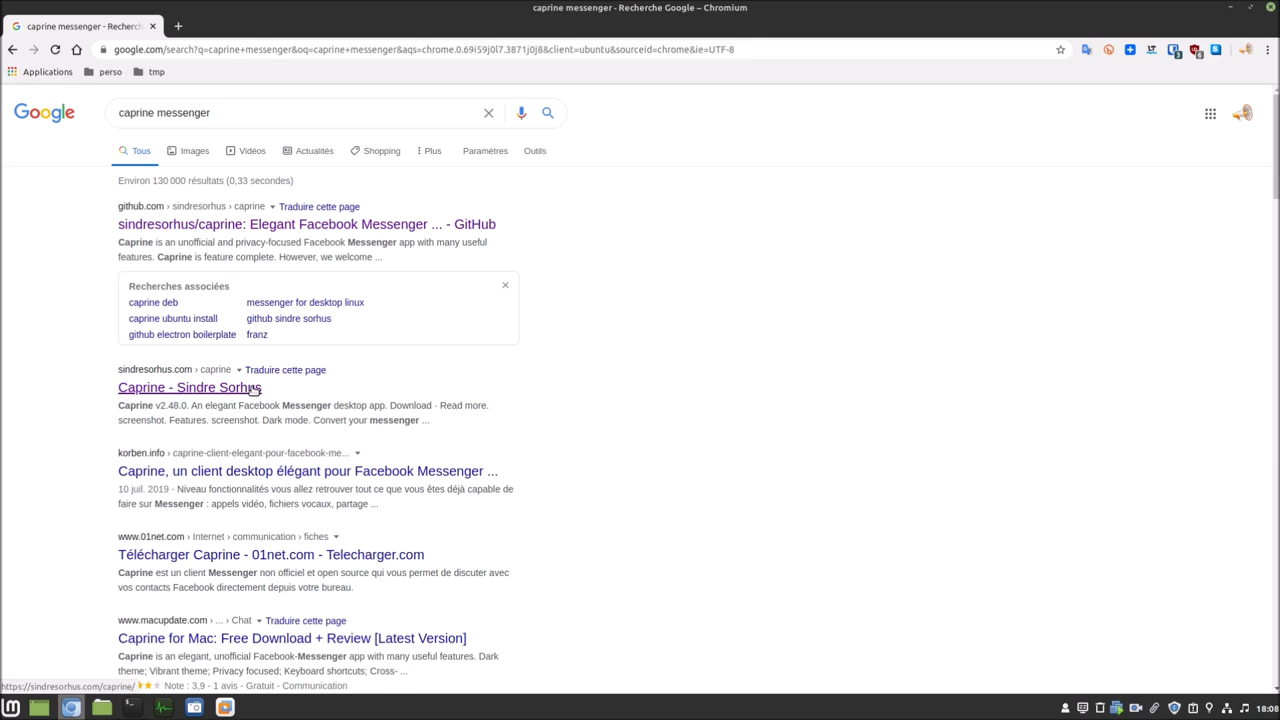 caprine messenger - Recherche Google – Chromium
caprine messenger - Recherch
google.com/search?q=caprine+messenger&oq=caprine+messenger&aqs=chrome.0.69i59j0l7.3871j0j8&client=ubuntu&sourceid=chrome&ie=UTF-8
Applications perso tmp
Google
caprine messenger
Tous Images Vidéos Actualités Shopping Plus Paramètres Outils
Environ 130 000 résultats (0,33 secondes)
github.com › sindresorhus › caprine Traduire cette page
sindresorhus/caprine: Elegant Facebook Messenger ... - GitHub
Caprine is an unofficial and privacy-focused Facebook Messenger app with many useful
features. Caprine is feature complete. However, we welcome ...
Recherches associées
caprine deb messenger for desktop linux
caprine ubuntu install github sindre sorhus
github electron boilerplate franz
sindresorhus.com › caprine Traduire cette page
Caprine - Sindre Sorhus
Caprine v2.48.0. An elegant Facebook Messenger desktop app. Download · Read more.
screenshot. Features. screenshot. Dark mode. Convert your messenger ...
korben.info › caprine-client-elegant-pour-facebook-me...
Caprine, un client desktop élégant pour Facebook Messenger ...
10 juil. 2019 - Niveau fonctionnalités vous allez retrouver tout ce que vous êtes déjà capable de
faire sur Messenger : appels vidéo, fichiers vocaux, partage ...
www.01net.com › Internet › communication › fiches
Télécharger Caprine - 01net.com - Telecharger.com
Caprine est un client Messenger non officiel et open source qui vous permet de discuter avec
vos contacts Facebook directement depuis votre bureau.
www.macupdate.com › ... › Chat Traduire cette page
Caprine for Mac: Free Download + Review [Latest Version]
Caprine is an elegant, unofficial Facebook-Messenger app with many useful features. Dark
theme; Vibrant theme; Privacy focused; Keyboard shortcuts; Cross- ...
https://sindresorhus.com/caprine/ Note : 3,9 - 1 avis - Gratuit - Communication
18:08